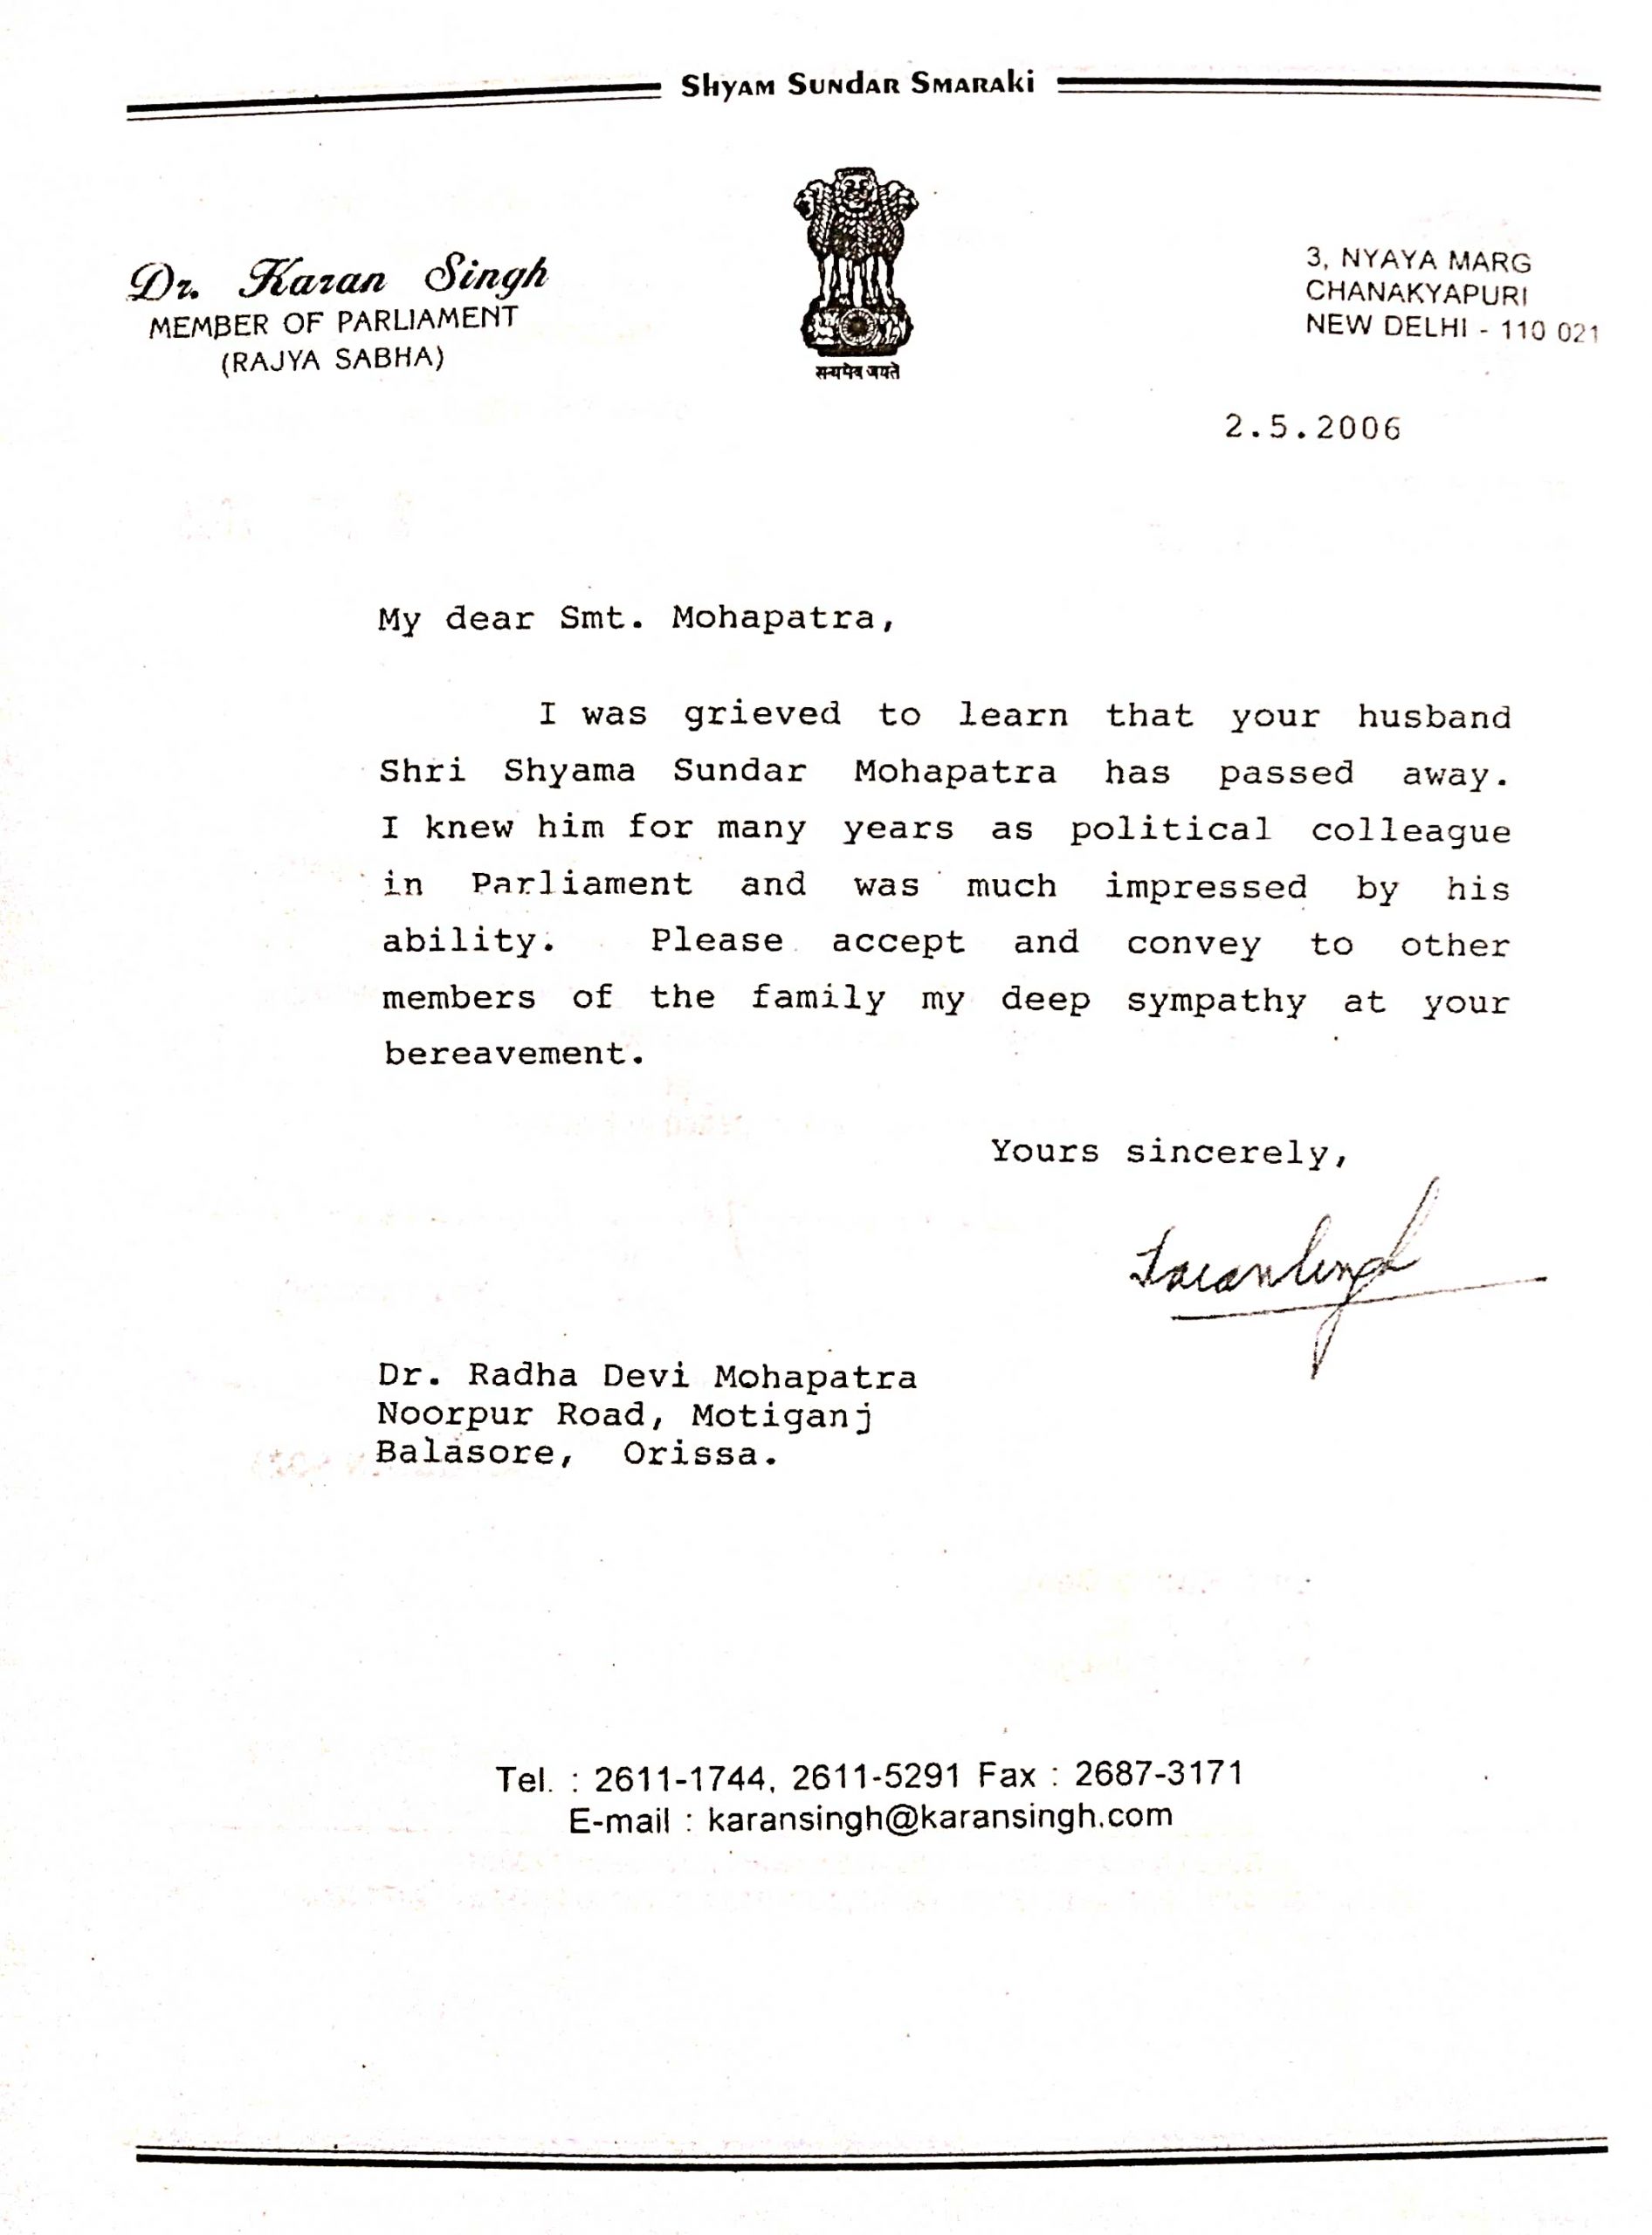 Shyam Sundar Smaraki
Dr. Karan Singh
MEMBER OF PARLIAMENT
(RAJYA SABHA)
सत्यमेव जयते
3, NYAYA MARG
CHANAKYAPURI
NEW DELHI - 110 021
2.5.2006
My dear Smt. Mohapatra,
I was grieved to learn that your husband
Shri Shyama Sundar Mohapatra has passed away.
I knew him for many years as political colleague
in Parliament and was much impressed by his
ability. Please accept and convey to other
members of the family my deep sympathy at your
bereavement.
Yours sincerely,
Karan Singh
Dr. Radha Devi Mohapatra
Noorpur Road, Motiganj
Balasore, Orissa.
Tel. : 2611-1744, 2611-5291 Fax : 2687-3171
E-mail : karansingh@karansingh.com